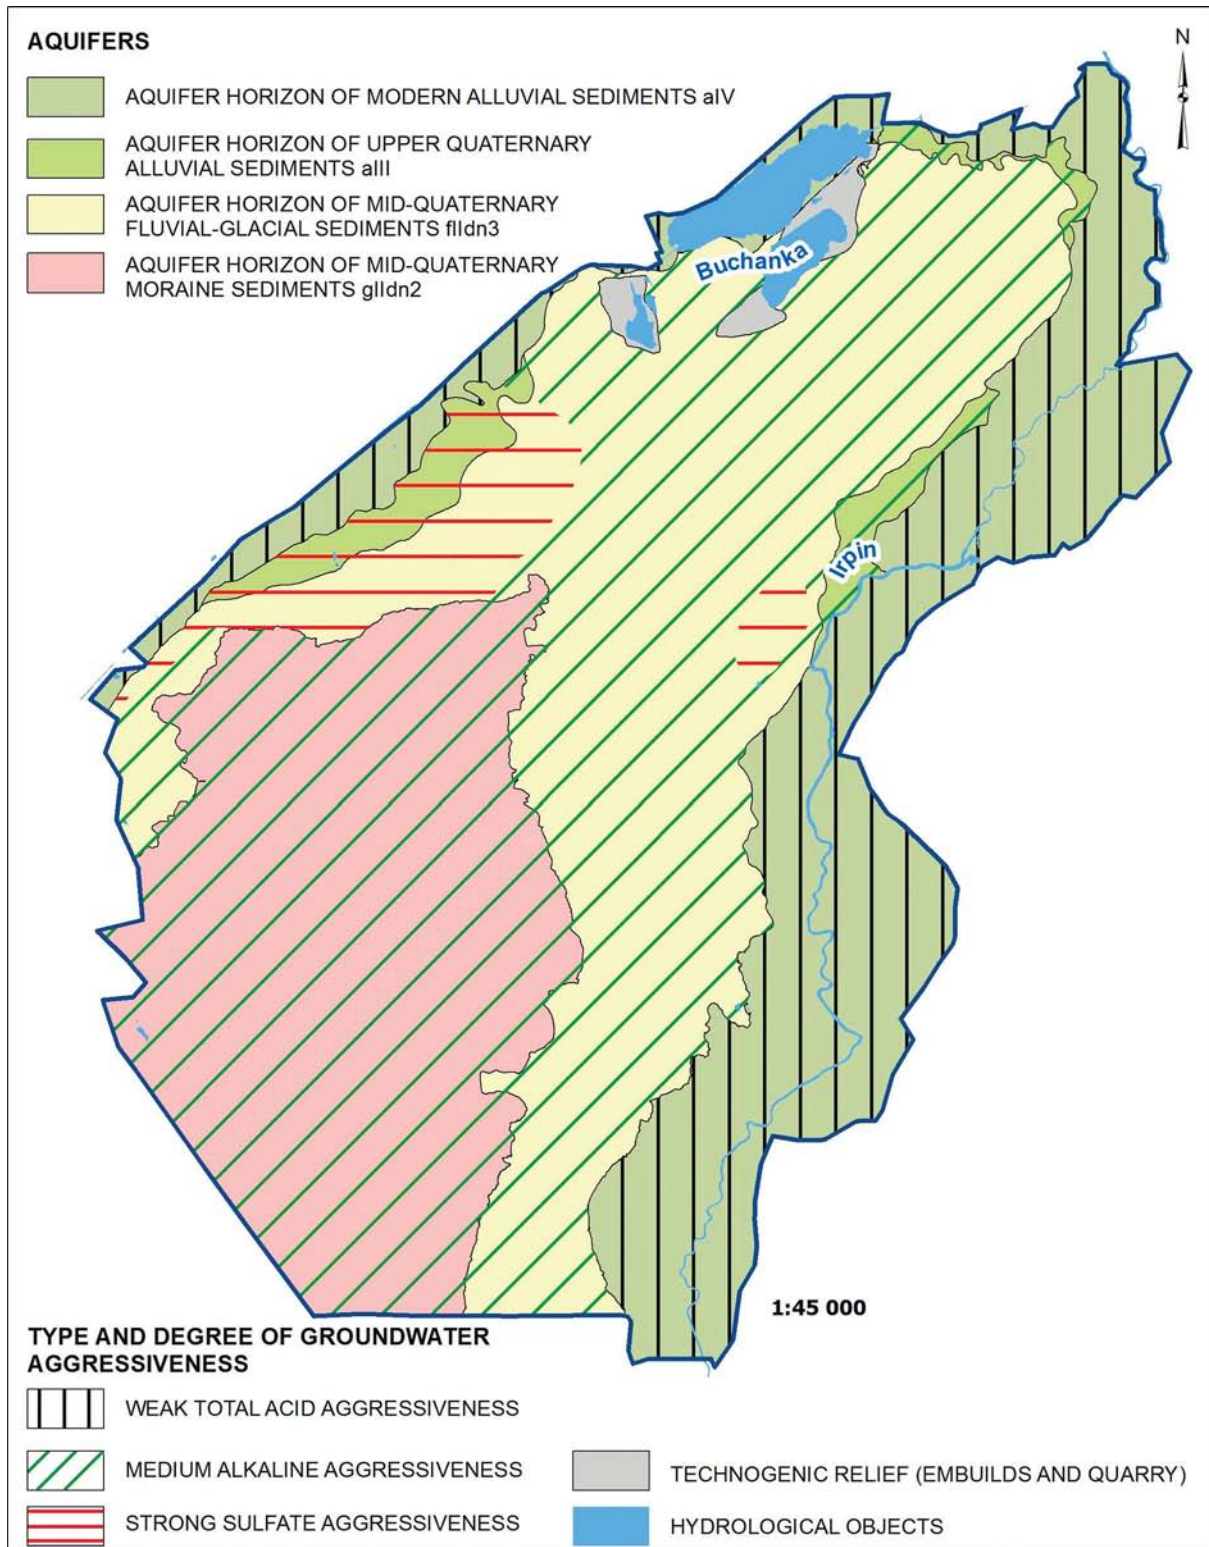 AQUIFERS
AQUIFER HORIZON OF MODERN ALLUVIAL SEDIMENTS aIV
AQUIFER HORIZON OF UPPER QUATERNARY
ALLUVIAL SEDIMENTS aIII
AQUIFER HORIZON OF MID-QUATERNARY
FLUVIAL-GLACIAL SEDIMENTS fIIdn3
AQUIFER HORIZON OF MID-QUATERNARY
MORAINE SEDIMENTS gIIdn2
N
Buchanka
Irpin
1:45 000
TYPE AND DEGREE OF GROUNDWATER
AGGRESSIVENESS
WEAK TOTAL ACID AGGRESSIVENESS
MEDIUM ALKALINE AGGRESSIVENESS
STRONG SULFATE AGGRESSIVENESS
TECHNOGENIC RELIEF (EMBUILDS AND QUARRY)
HYDROLOGICAL OBJECTS